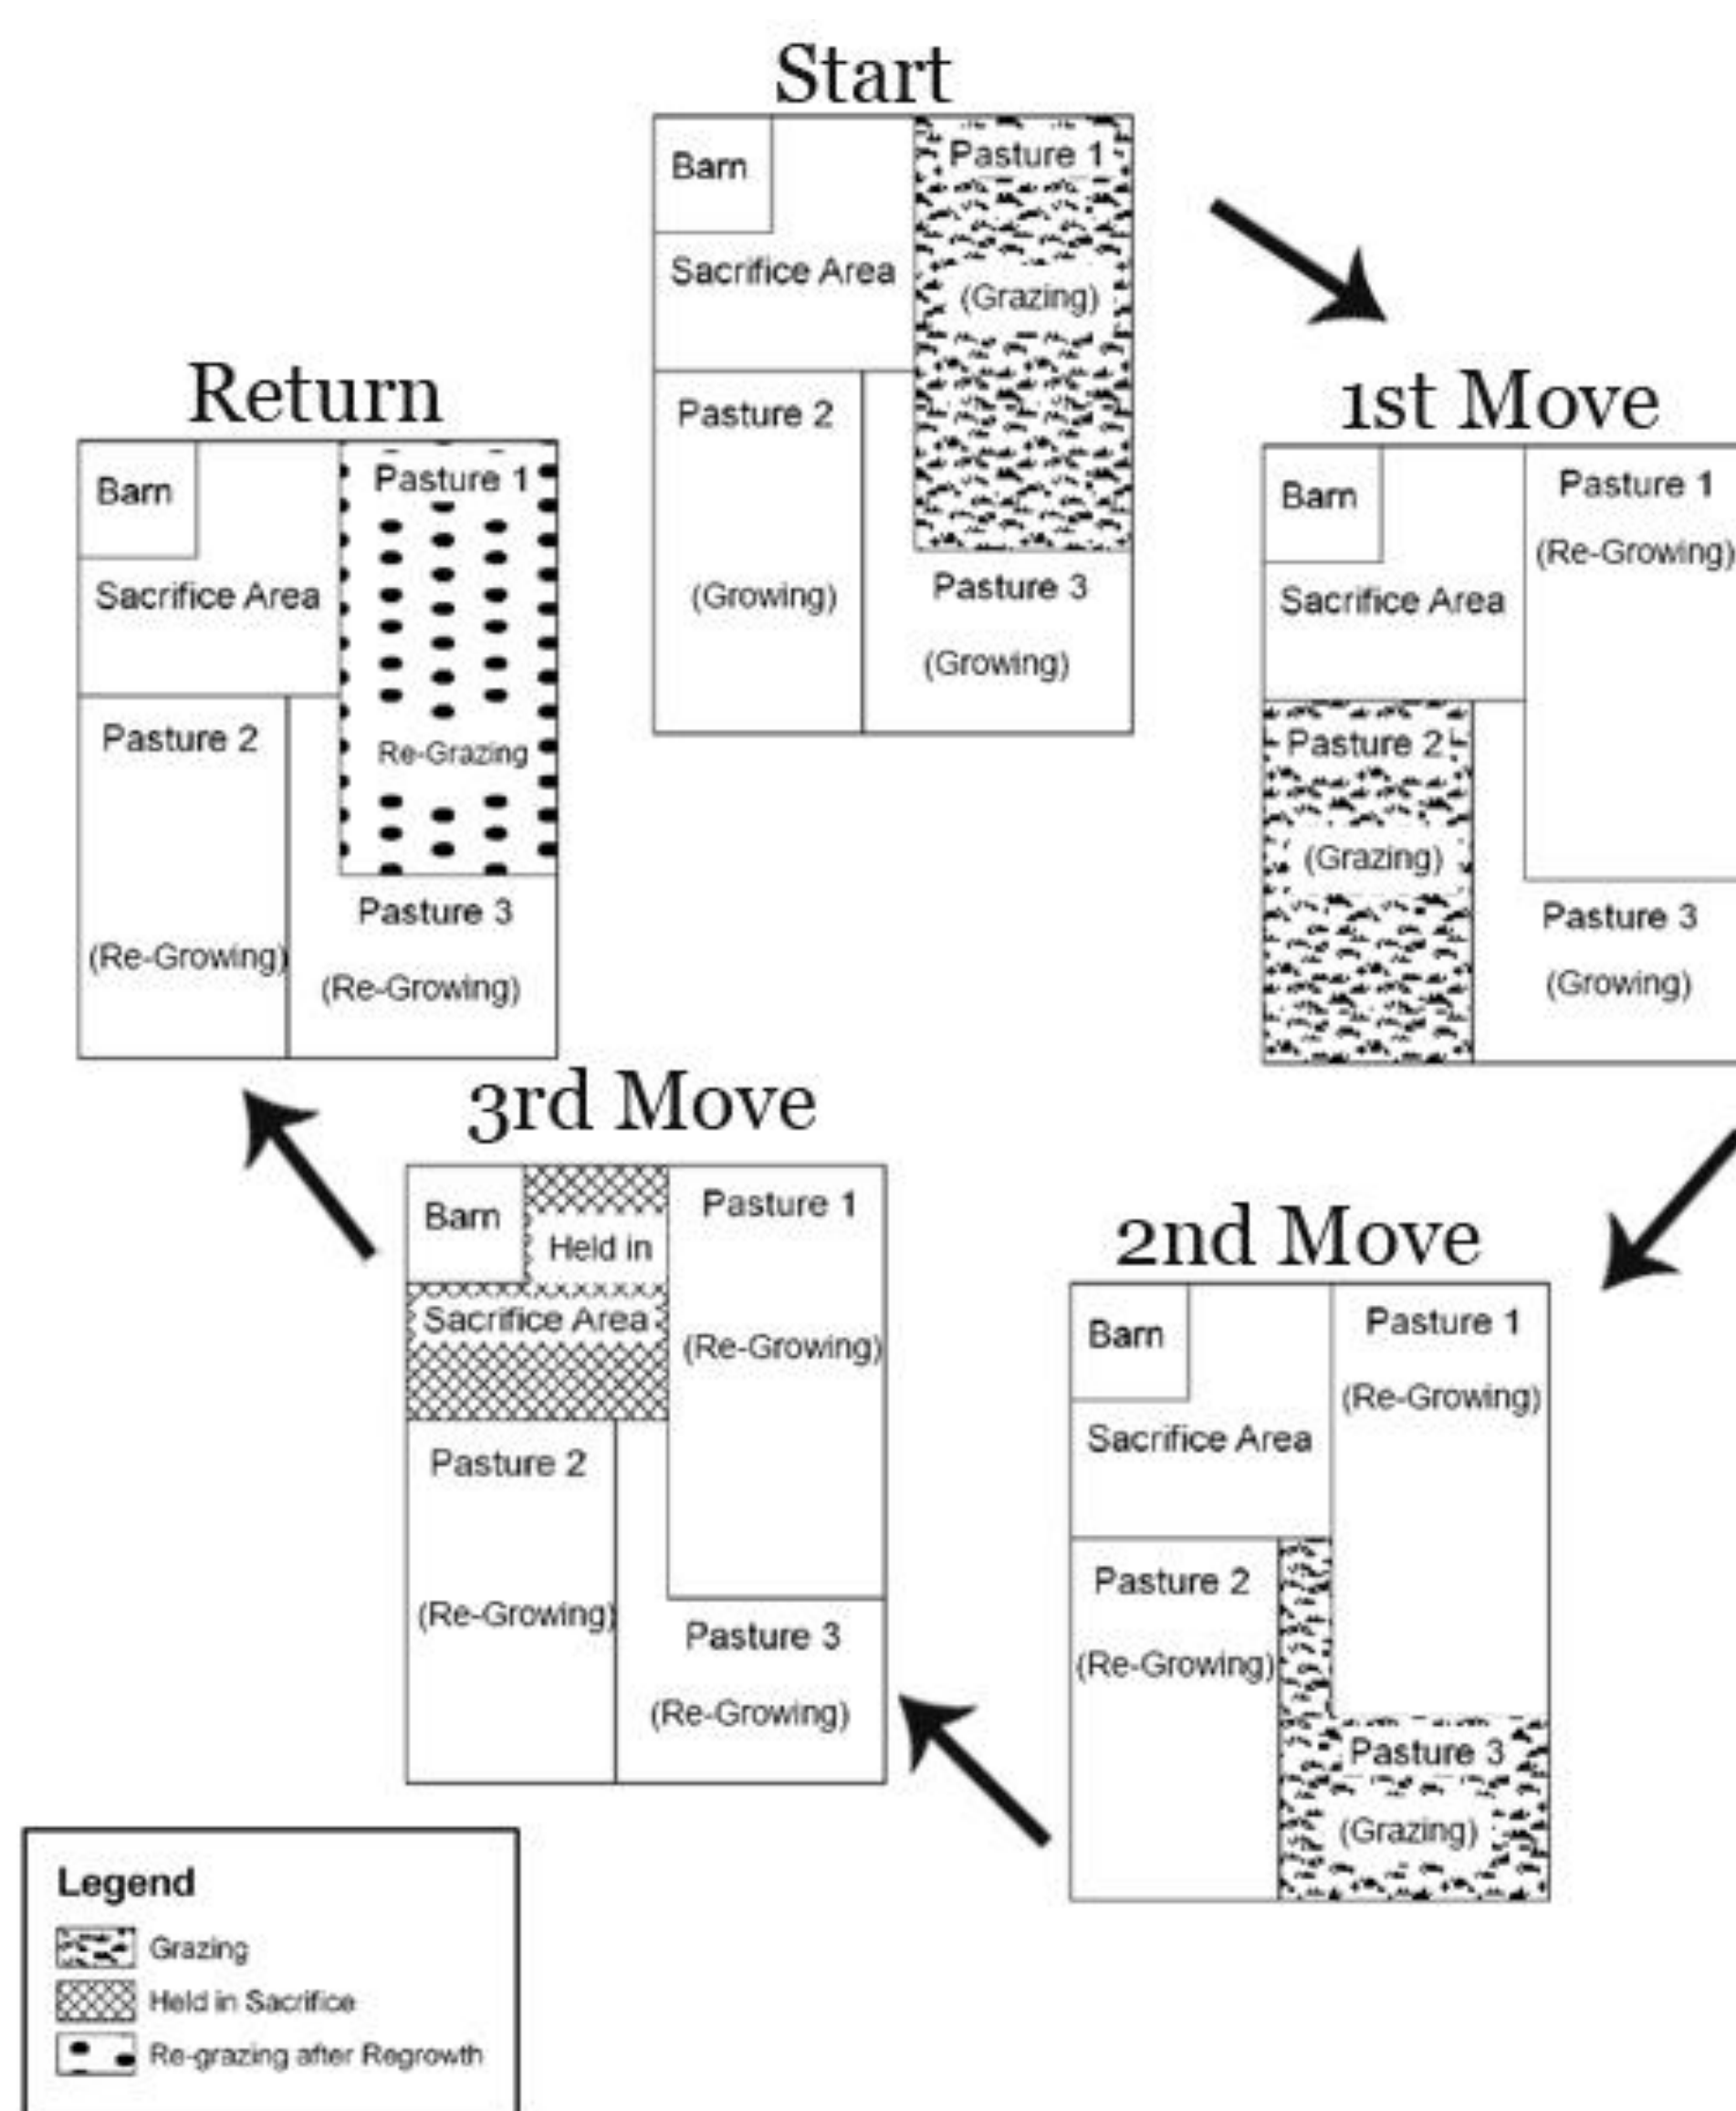 Start
Barn
Pasture 1
Sacrifice Area
(Grazing)
Pasture 2
(Growing)
Pasture 3
(Growing)
1st Move
Barn
Pasture 1
(Re-Growing)
Sacrifice Area
Pasture 2
(Grazing)
Pasture 3
(Growing)
2nd Move
Barn
Pasture 1
(Re-Growing)
Sacrifice Area
Pasture 2
(Re-Growing)
Pasture 3
(Grazing)
3rd Move
Barn
Held in
Sacrifice Area
Pasture 1
(Re-Growing)
Pasture 2
(Re-Growing)
Pasture 3
(Re-Growing)
Return
Barn
Pasture 1
Sacrifice Area
Re-Grazing
Pasture 2
(Re-Growing)
Pasture 3
(Re-Growing)
Legend
Grazing
Held in Sacrifice
Re-grazing after Regrowth